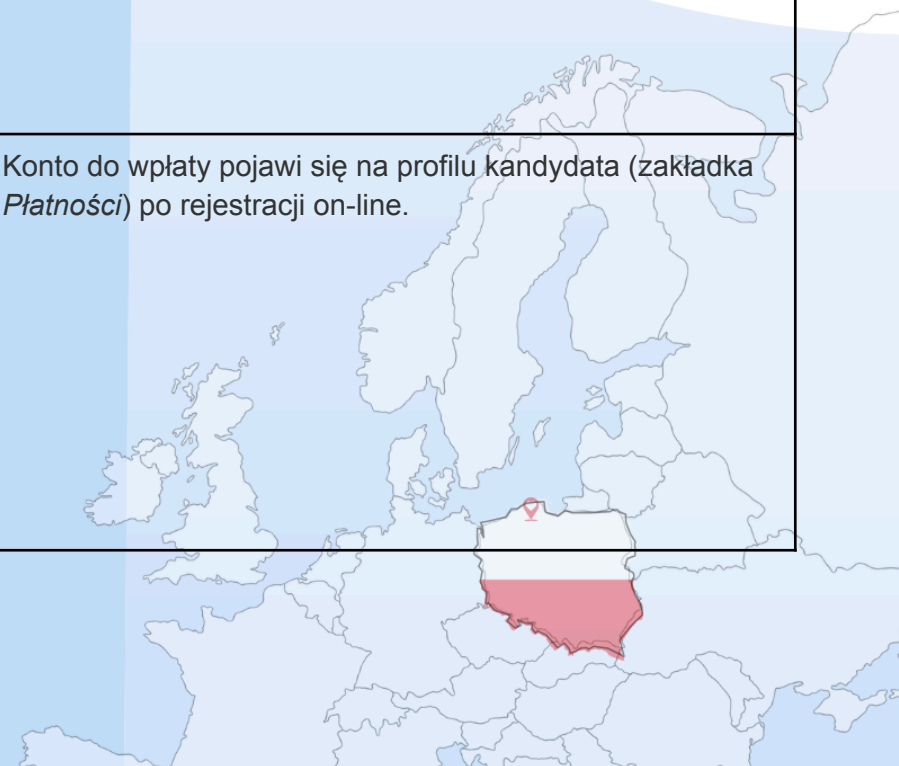 Konto do wpłaty pojawi się na profilu kandydata (zakładka
Płatności) po rejestracji on-line.